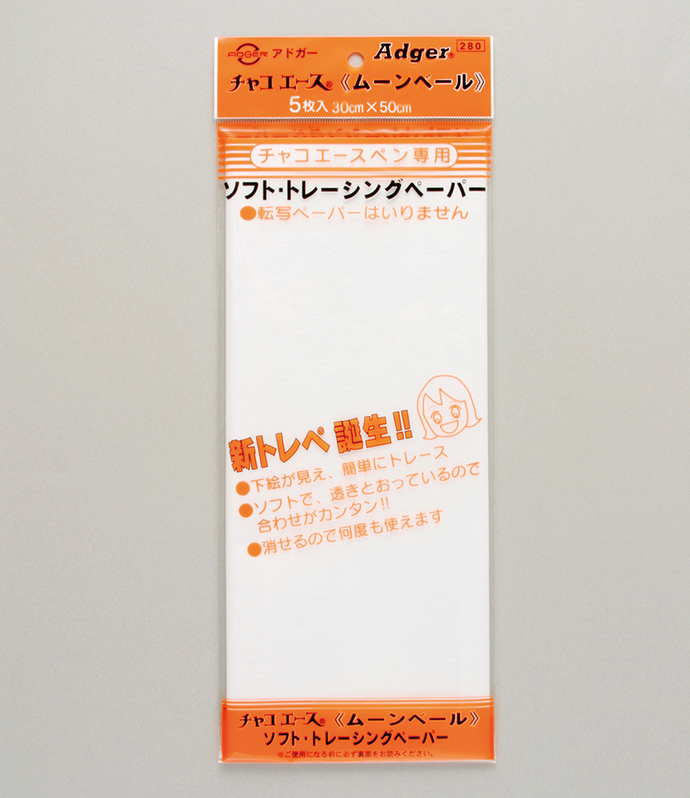 ADGER アドガー Adger® 280
チャコ エース®《ムーンベール》
5枚入 30cm×50cm
チャコエースペン専用
ソフト・トレーシングペーパー
●転写ペーパーはいりません
新トレペ 誕生!!
●下絵が見え、簡単にトレース
●ソフトで、透きとおっているので
合わせがカンタン!!
●消せるので何度も使えます
チャコ エース®《ムーンベール》
ソフト・トレーシングペーパー
※ご使用になる前に必ず裏面をお読みください。